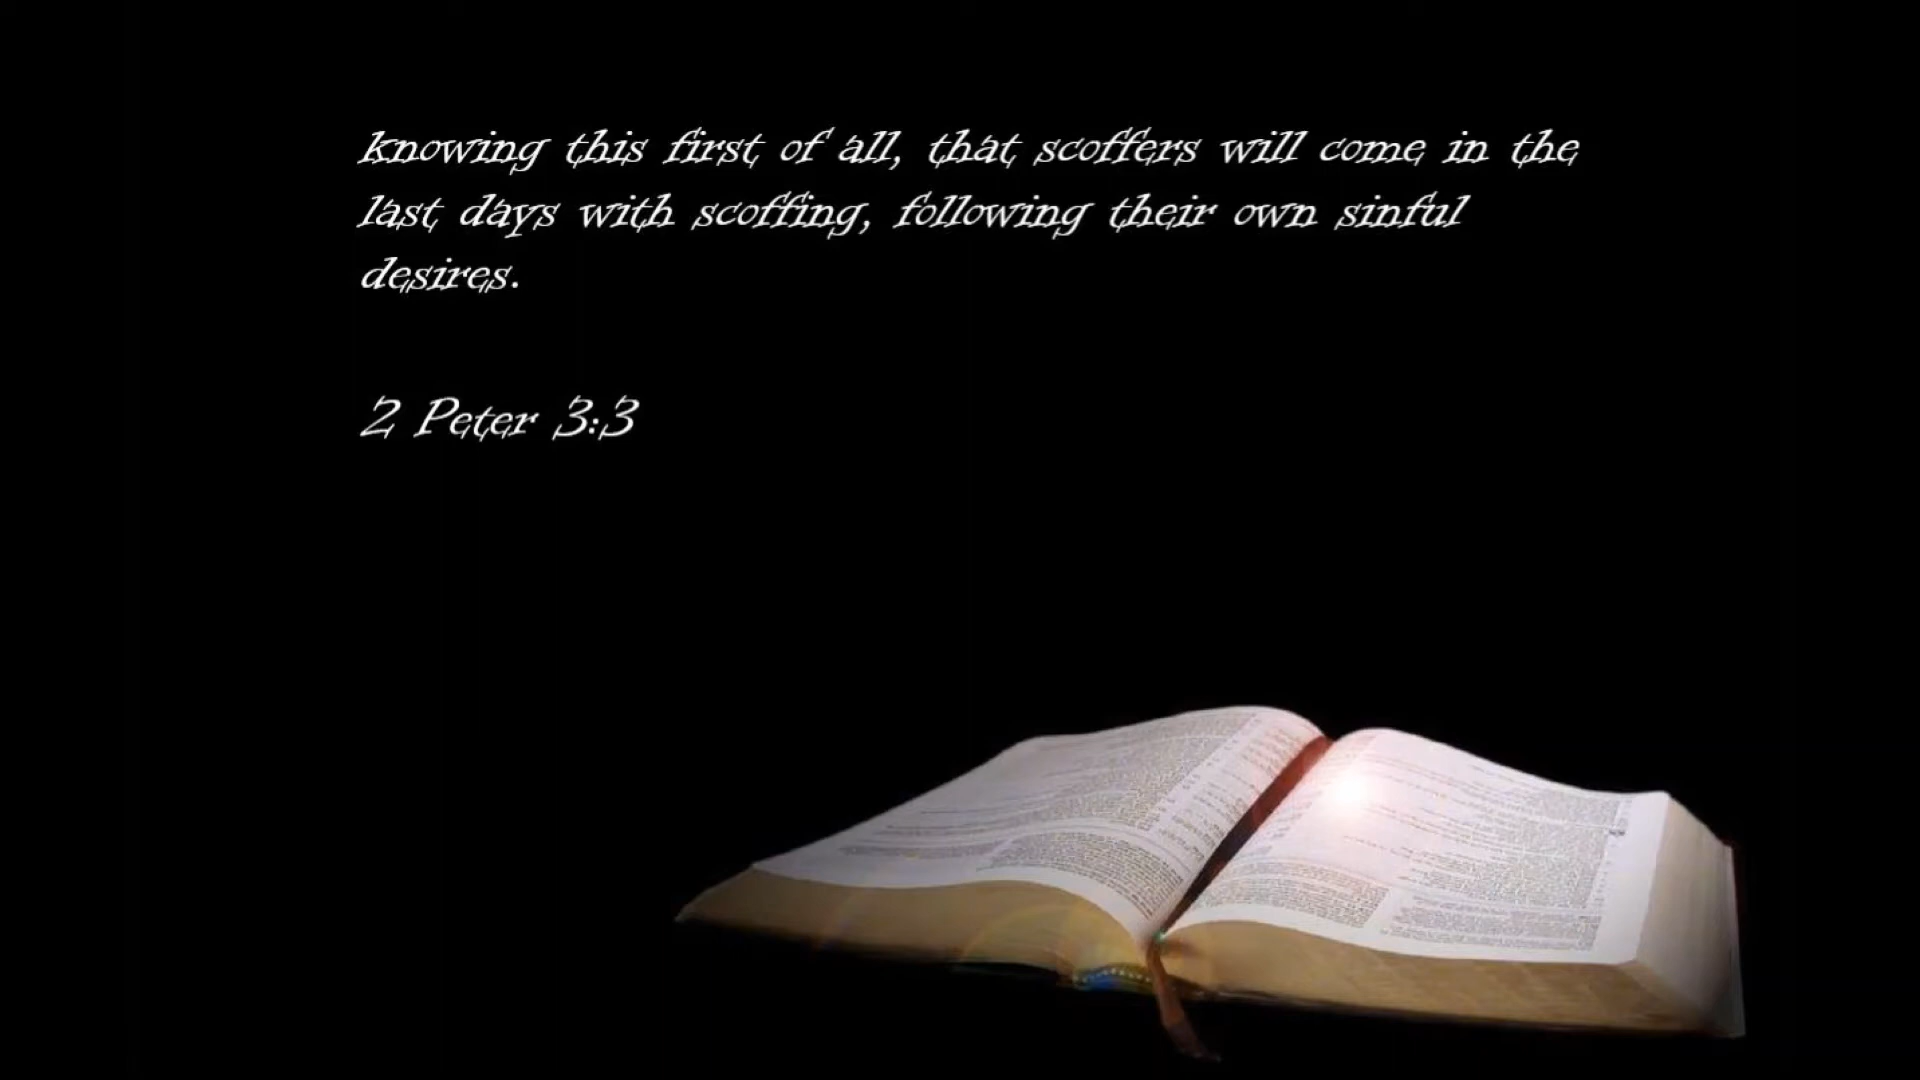 knowing this first of all, that scoffers will come in the
last days with scoffing, following their own sinful
desires.
2 Peter 3:3